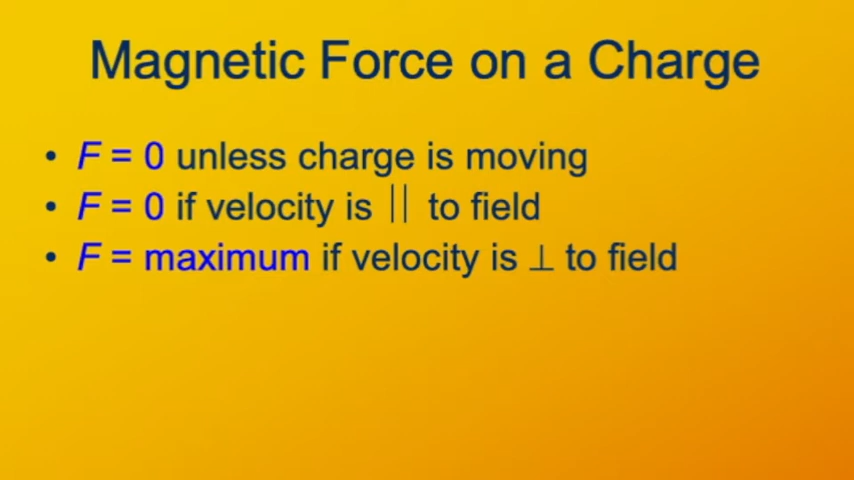 Magnetic Force on a Charge
• F = 0 unless charge is moving
• F = 0 if velocity is || to field
• F = maximum if velocity is ⊥ to field